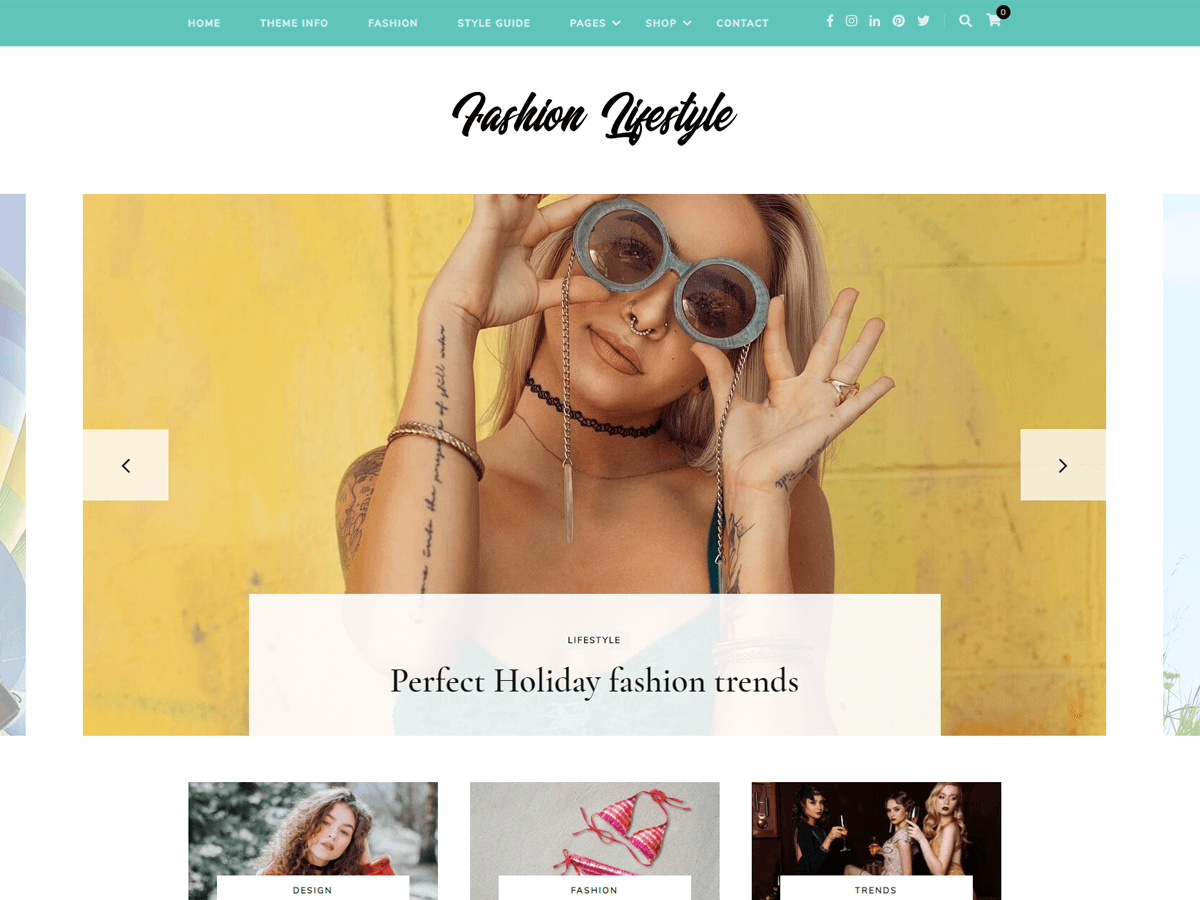 HOME THEME INFO FASHION STYLE GUIDE PAGES SHOP CONTACT 0
Fashion Lifestyle
LIFESTYLE
Perfect Holiday fashion trends
DESIGN FASHION TRENDS